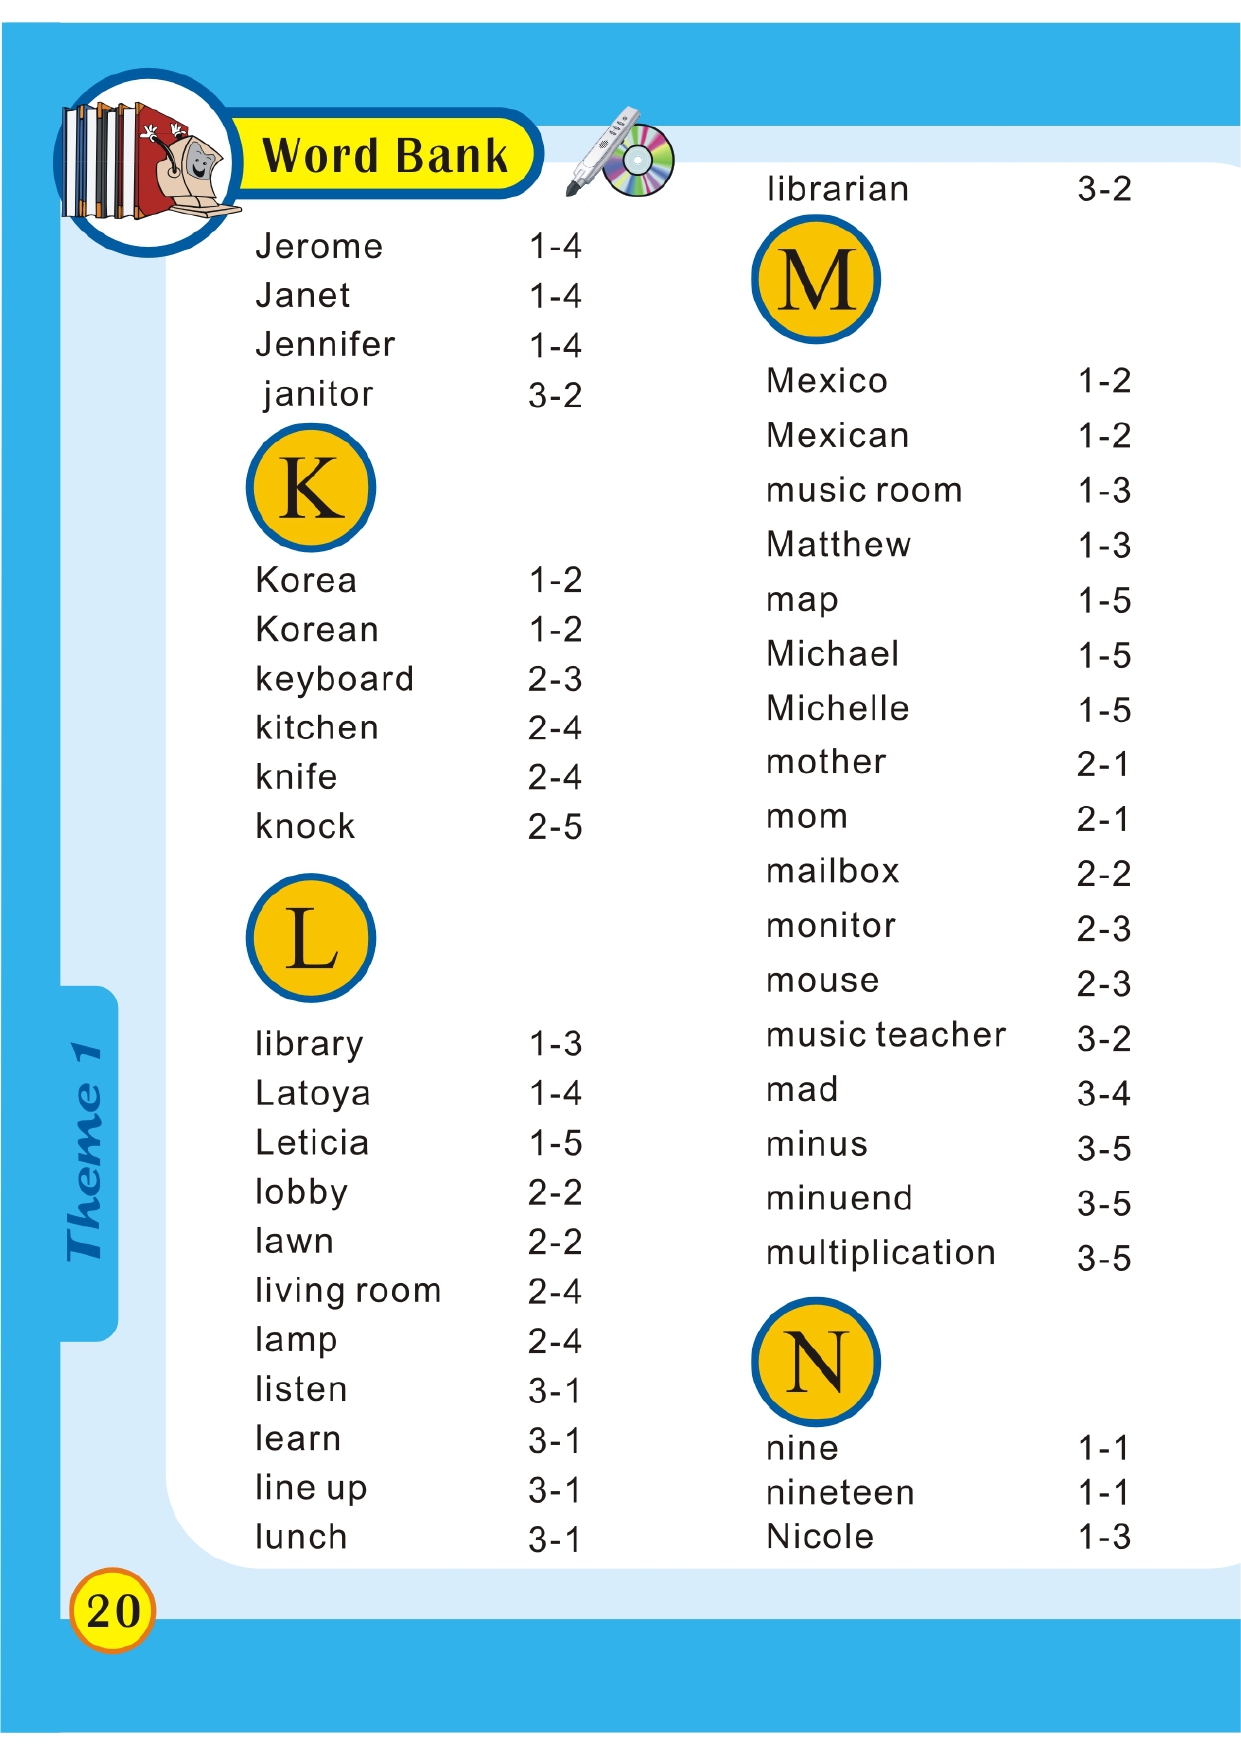 Word Bank
Jerome 1-4
Janet 1-4
Jennifer 1-4
janitor 3-2
K
Korea 1-2
Korean 1-2
keyboard 2-3
kitchen 2-4
knife 2-4
knock 2-5
L
library 1-3
Latoya 1-4
Leticia 1-5
lobby 2-2
lawn 2-2
living room 2-4
lamp 2-4
listen 3-1
learn 3-1
line up 3-1
lunch 3-1
librarian 3-2
M
Mexico 1-2
Mexican 1-2
music room 1-3
Matthew 1-3
map 1-5
Michael 1-5
Michelle 1-5
mother 2-1
mom 2-1
mailbox 2-2
monitor 2-3
mouse 2-3
music teacher 3-2
mad 3-4
minus 3-5
minuend 3-5
multiplication 3-5
N
nine 1-1
nineteen 1-1
Nicole 1-3
Theme 1
20